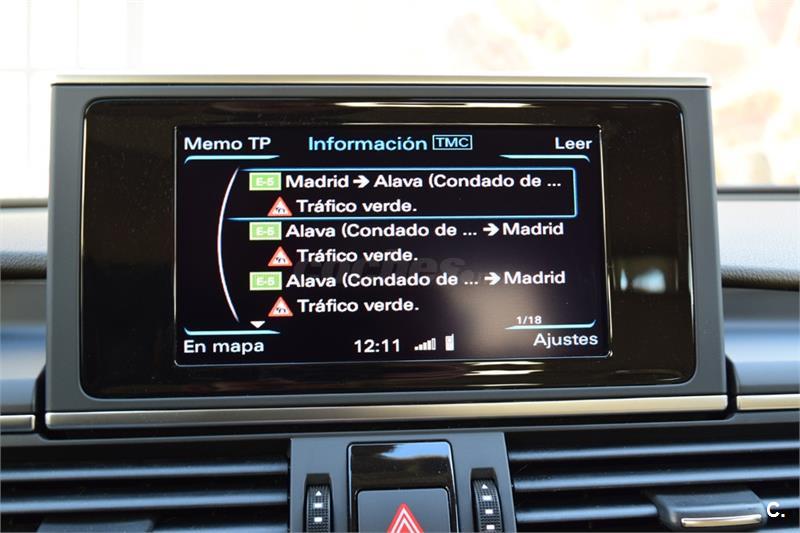 Memo TP Información TMC Leer
E-5 Madrid → Alava (Condado de ...
Tráfico verde.
E-5 Alava (Condado de ... → Madrid
Tráfico verde.
E-5 Alava (Condado de ... → Madrid
Tráfico verde.
1/18
En mapa 12:11 Ajustes
C.